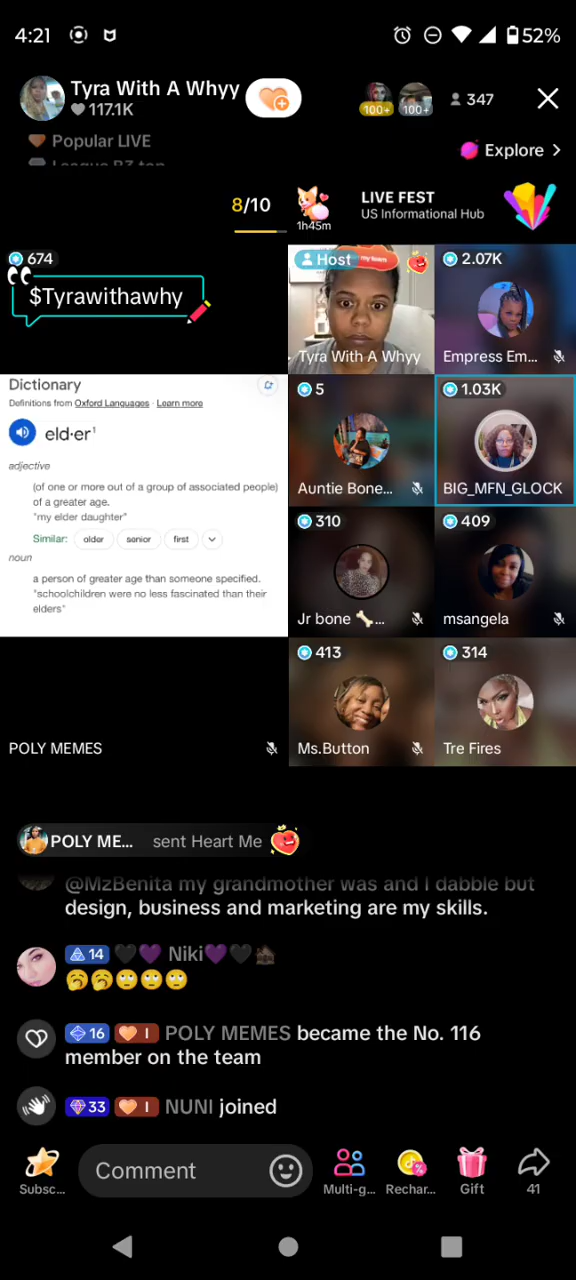 4:21
52%
Tyra With A Whyy
117.1K
100+
100+
347
Popular LIVE
Explore >
8/10
1h45m
LIVE FEST
US Informational Hub
674
$Tyrawithawhy
Dictionary
Definitions from Oxford Languages · Learn more
eld·er¹
adjective
(of one or more out of a group of associated people)
of a greater age.
"my elder daughter"
Similar: older senior first
noun
a person of greater age than someone specified.
"schoolchildren were no less fascinated than their
elders"
POLY MEMES
Host
my team
Tyra With A Whyy
2.07K
Empress Em...
5
Auntie Bone...
1.03K
BIG_MFN_GLOCK
310
Jr bone 🦴...
409
msangela
413
Ms.Button
314
Tre Fires
POLY ME... sent Heart Me
@MzBenita my grandmother was and I dabble but
design, business and marketing are my skills.
14 🖤💜 Niki💜🖤🏚️
🥱🥱🙄🙄🙄
16 I POLY MEMES became the No. 116
member on the team
33 I NUNI joined
Comment
Subsc...
Multi-g...
Rechar...
Gift
41